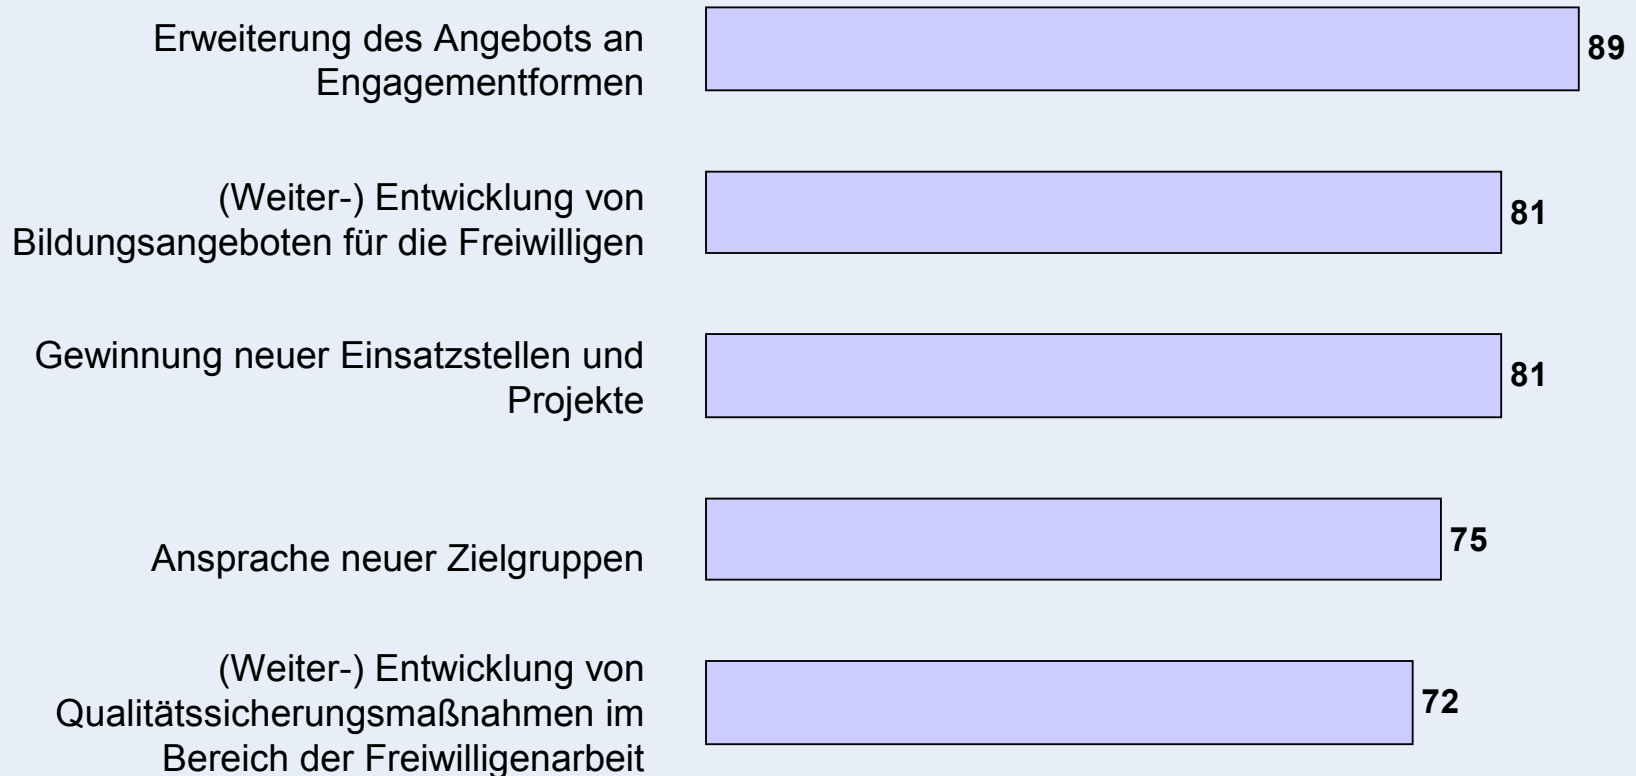 Erweiterung des Angebots an
Engagementformen
89
(Weiter-) Entwicklung von
Bildungsangeboten für die Freiwilligen
81
Gewinnung neuer Einsatzstellen und
Projekte
81
Ansprache neuer Zielgruppen
75
(Weiter-) Entwicklung von
Qualitätssicherungsmaßnahmen im
Bereich der Freiwilligenarbeit
72